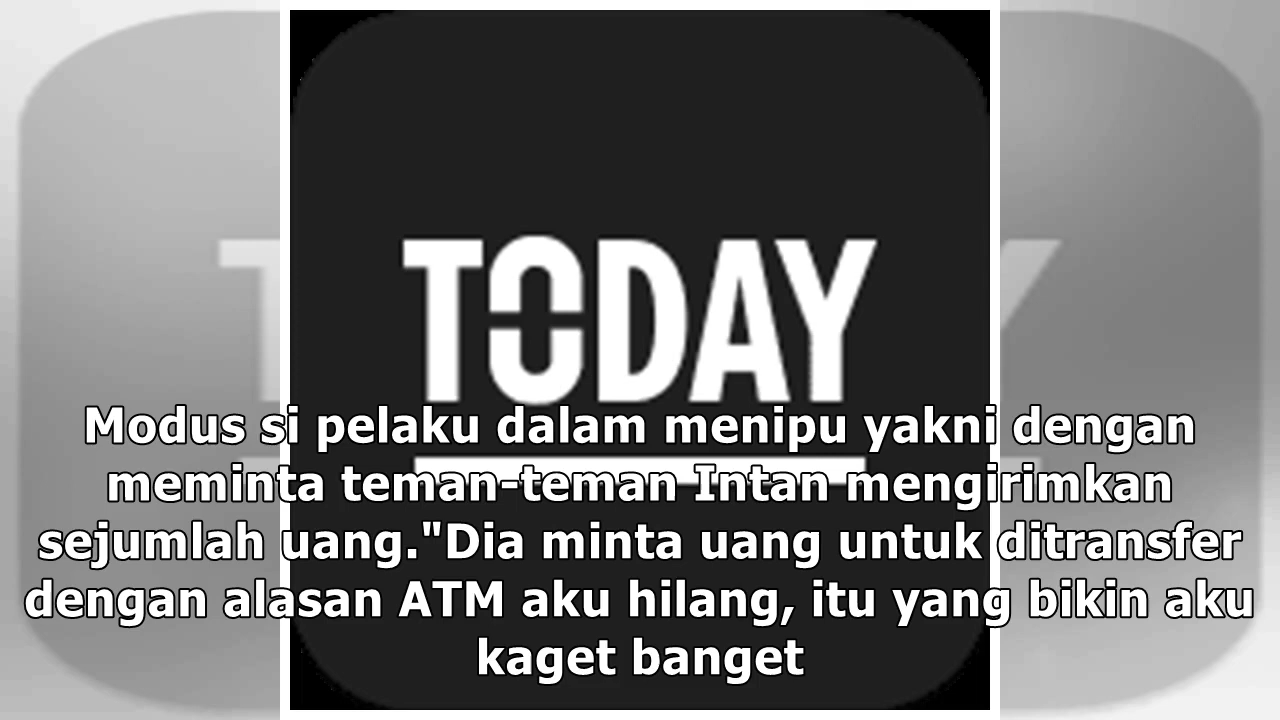 TODAY
Modus si pelaku dalam menipu yakni dengan
meminta teman-teman Intan mengirimkan
sejumlah uang."Dia minta uang untuk ditransfer
dengan alasan ATM aku hilang, itu yang bikin aku
kaget banget